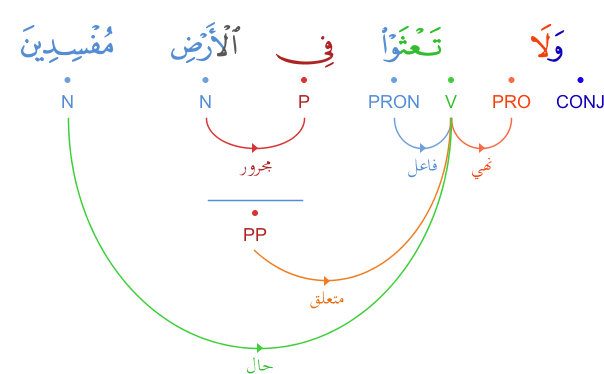 وَلَا تَعْثَوْا۟ فِى ٱلْأَرْضِ مُفْسِدِينَ
N N P PRON V PRO CONJ
مجرور فاعل نهي
PP
متعلق
حال